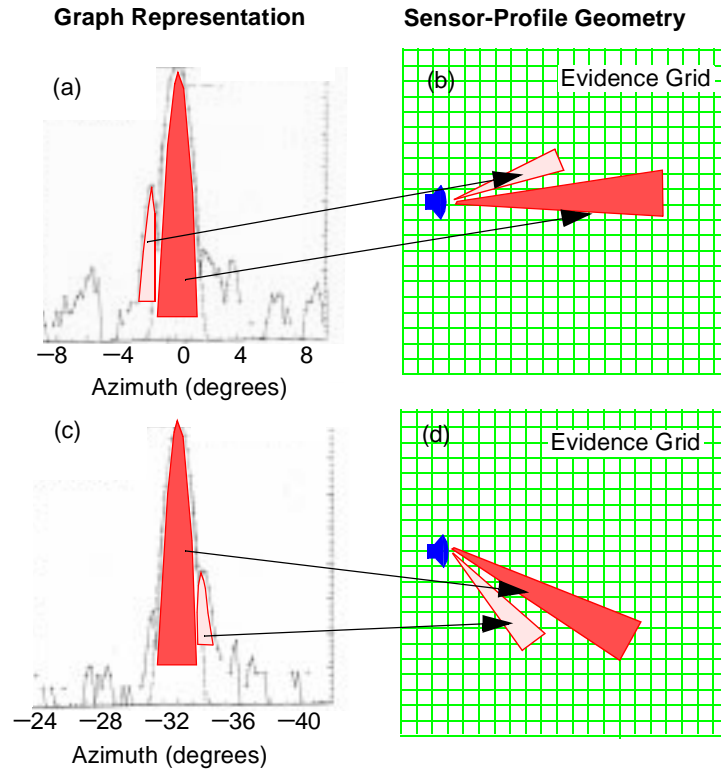 Graph Representation
Sensor-Profile Geometry
(a)
(b)
Evidence Grid
−8 −4 0 4 8
Azimuth (degrees)
(c)
(d)
Evidence Grid
−24 −28 −32 −36 −40
Azimuth (degrees)